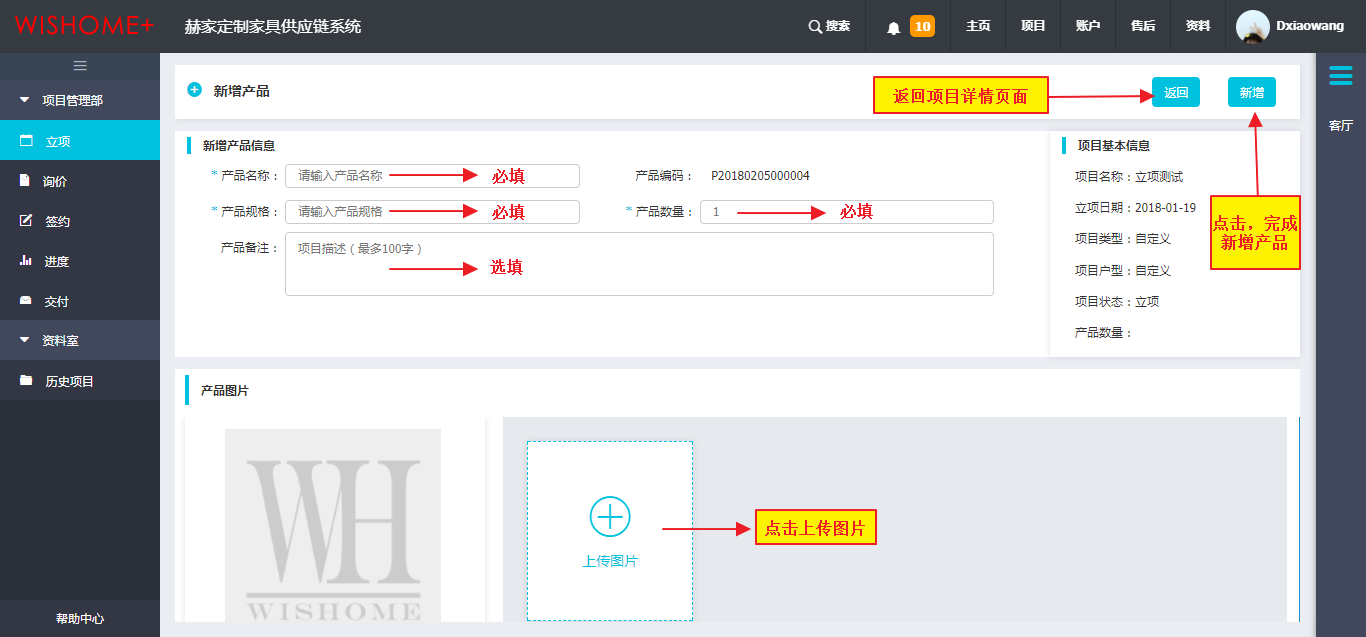 WISHOME+
赫家定制家具供应链系统
搜索
10
主页
项目
账户
售后
资料
Dxiaowang
项目管理部
立项
询价
签约
进度
交付
资料室
历史项目
帮助中心
新增产品
返回项目详情页面
返回
新增
客厅
新增产品信息
* 产品名称：
请输入产品名称
必填
产品编码：
P20180205000004
* 产品规格：
请输入产品规格
必填
* 产品数量：
1
必填
产品备注：
项目描述（最多100字）
选填
项目基本信息
项目名称：立项测试
立项日期：2018-01-19
项目类型：自定义
项目户型：自定义
项目状态：立项
产品数量：
点击，完成
新增产品
产品图片
WH
WISHOME
上传图片
点击上传图片